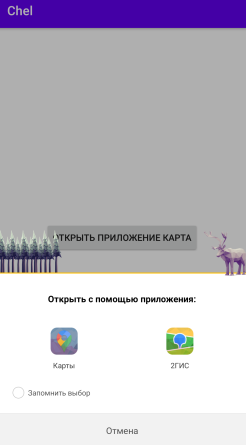 Chel
ОТКРЫТЬ ПРИЛОЖЕНИЕ КАРТА
Открыть с помощью приложения:
Карты
2ГИС
Запомнить выбор
Отмена